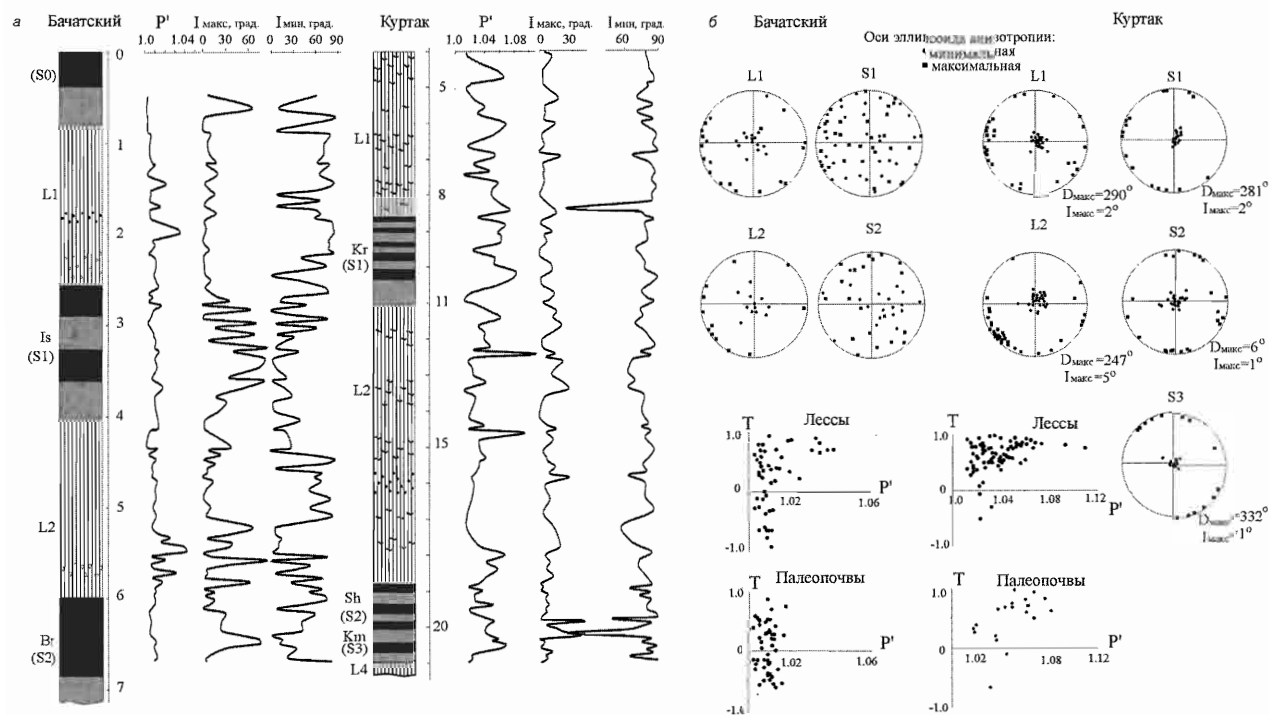 а
Бачатский
P'
I макс, град.
I мин, град.
1.0 1.04 0 30 60 0 30 60 90
0
(S0)
1
L1
2
3
Is
(S1)
4
L2
5
6
Br
(S2)
7
Куртак
P'
I макс, град.
I мин, град.
1.0 1.04 1.08 0 30 60 90
5
L1
8
Kr
(S1)
11
L2
15
Sh
(S2)
Km
(S3)
20
L4
б
Бачатский
Куртак
Оси эллипсоида анизотропии:
минимальная
максимальная
L1
S1
L1
S1
Dмакс=290°
Iмакс=2°
Dмакс=281°
Iмакс=2°
L2
S2
L2
S2
Dмакс=247°
Iмакс=5°
Dмакс=6°
Iмакс=1°
S3
Dмакс=332°
Iмакс=1°
T
Лессы
1.0
0
-1.0
1.02
1.06
P'
T
Лессы
1.0
0
-1.0
1.0 1.04 1.08 1.12
P'
T
Палеопочвы
1.0
0
-1.4
1.02
1.06
P'
T
Палеопочвы
1.0
0
-1.0
1.02
1.08
1.12
P'